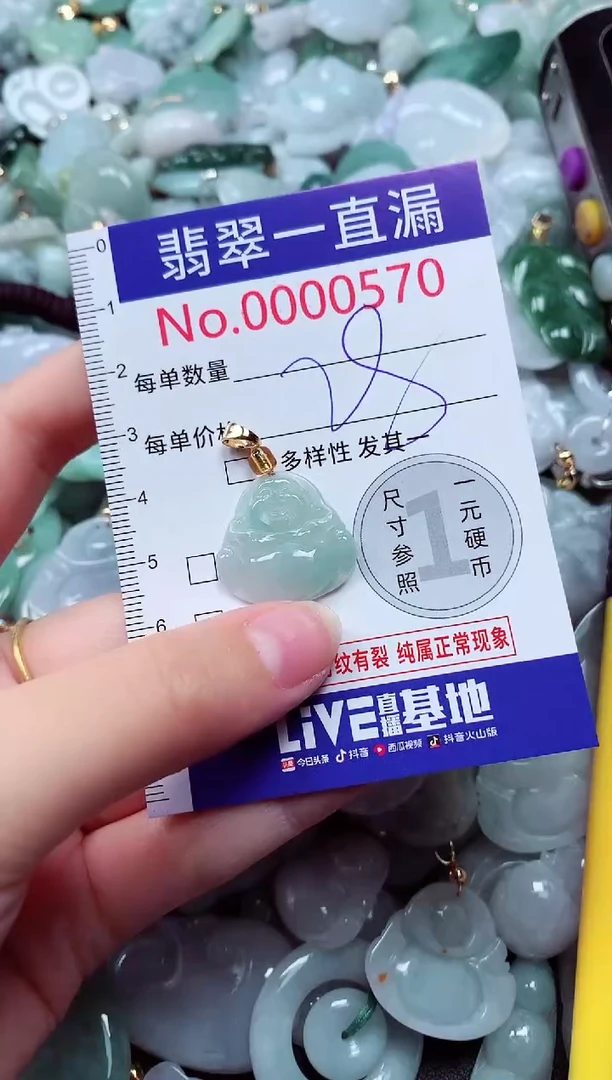 翡翠一直漏
No.0000570
每单数量
每单价
多样性 发其一
尺寸参照
1
一元硬币
纹有裂 纯属正常现象
LiVE直播基地
今日头条 抖音 西瓜视频 抖音火山版
0
1
2
3
4
5
6